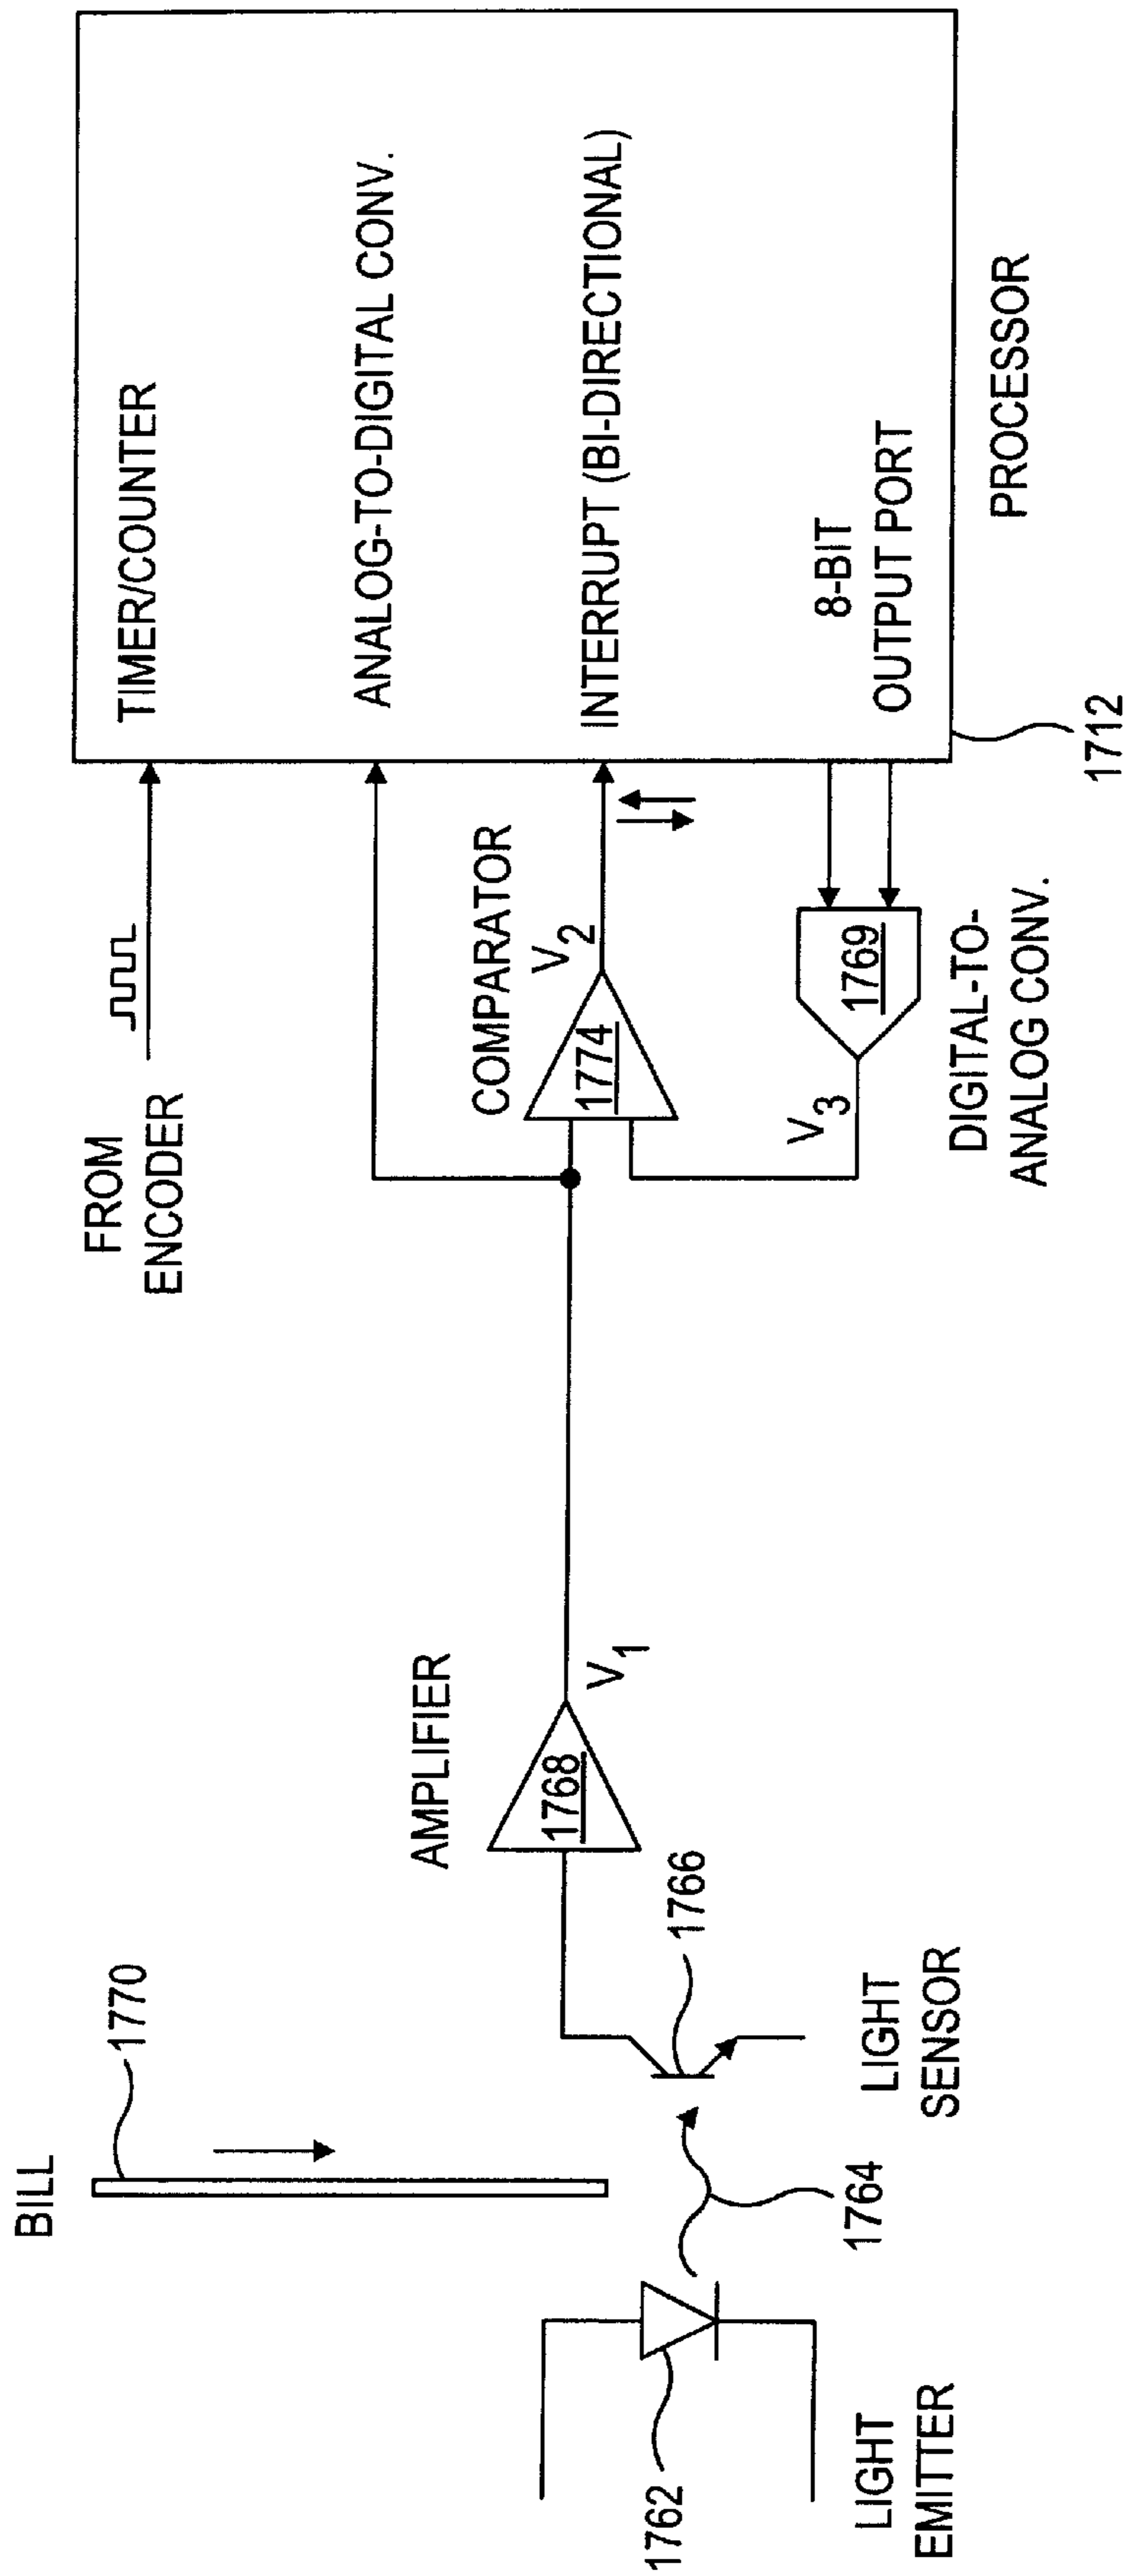 BILL
1770
LIGHT
EMITTER
1762
1764
LIGHT
SENSOR
1766
AMPLIFIER
1768
V1
FROM
ENCODER
COMPARATOR
1774
V2
V3
1769
DIGITAL-TO-
ANALOG CONV.
TIMER/COUNTER
ANALOG-TO-DIGITAL CONV.
INTERRUPT (BI-DIRECTIONAL)
8-BIT
OUTPUT PORT
PROCESSOR
1712